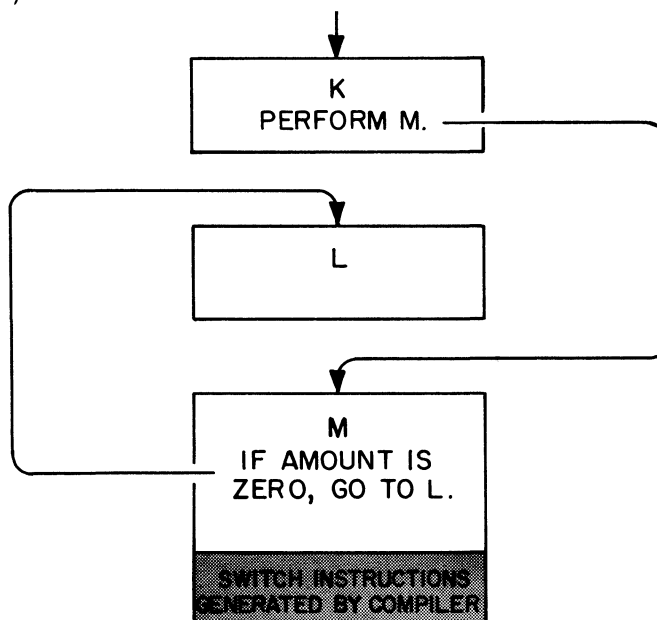 K
PERFORM M.
L
M
IF AMOUNT IS
ZERO, GO TO L.
SWITCH INSTRUCTIONS
GENERATED BY COMPILER